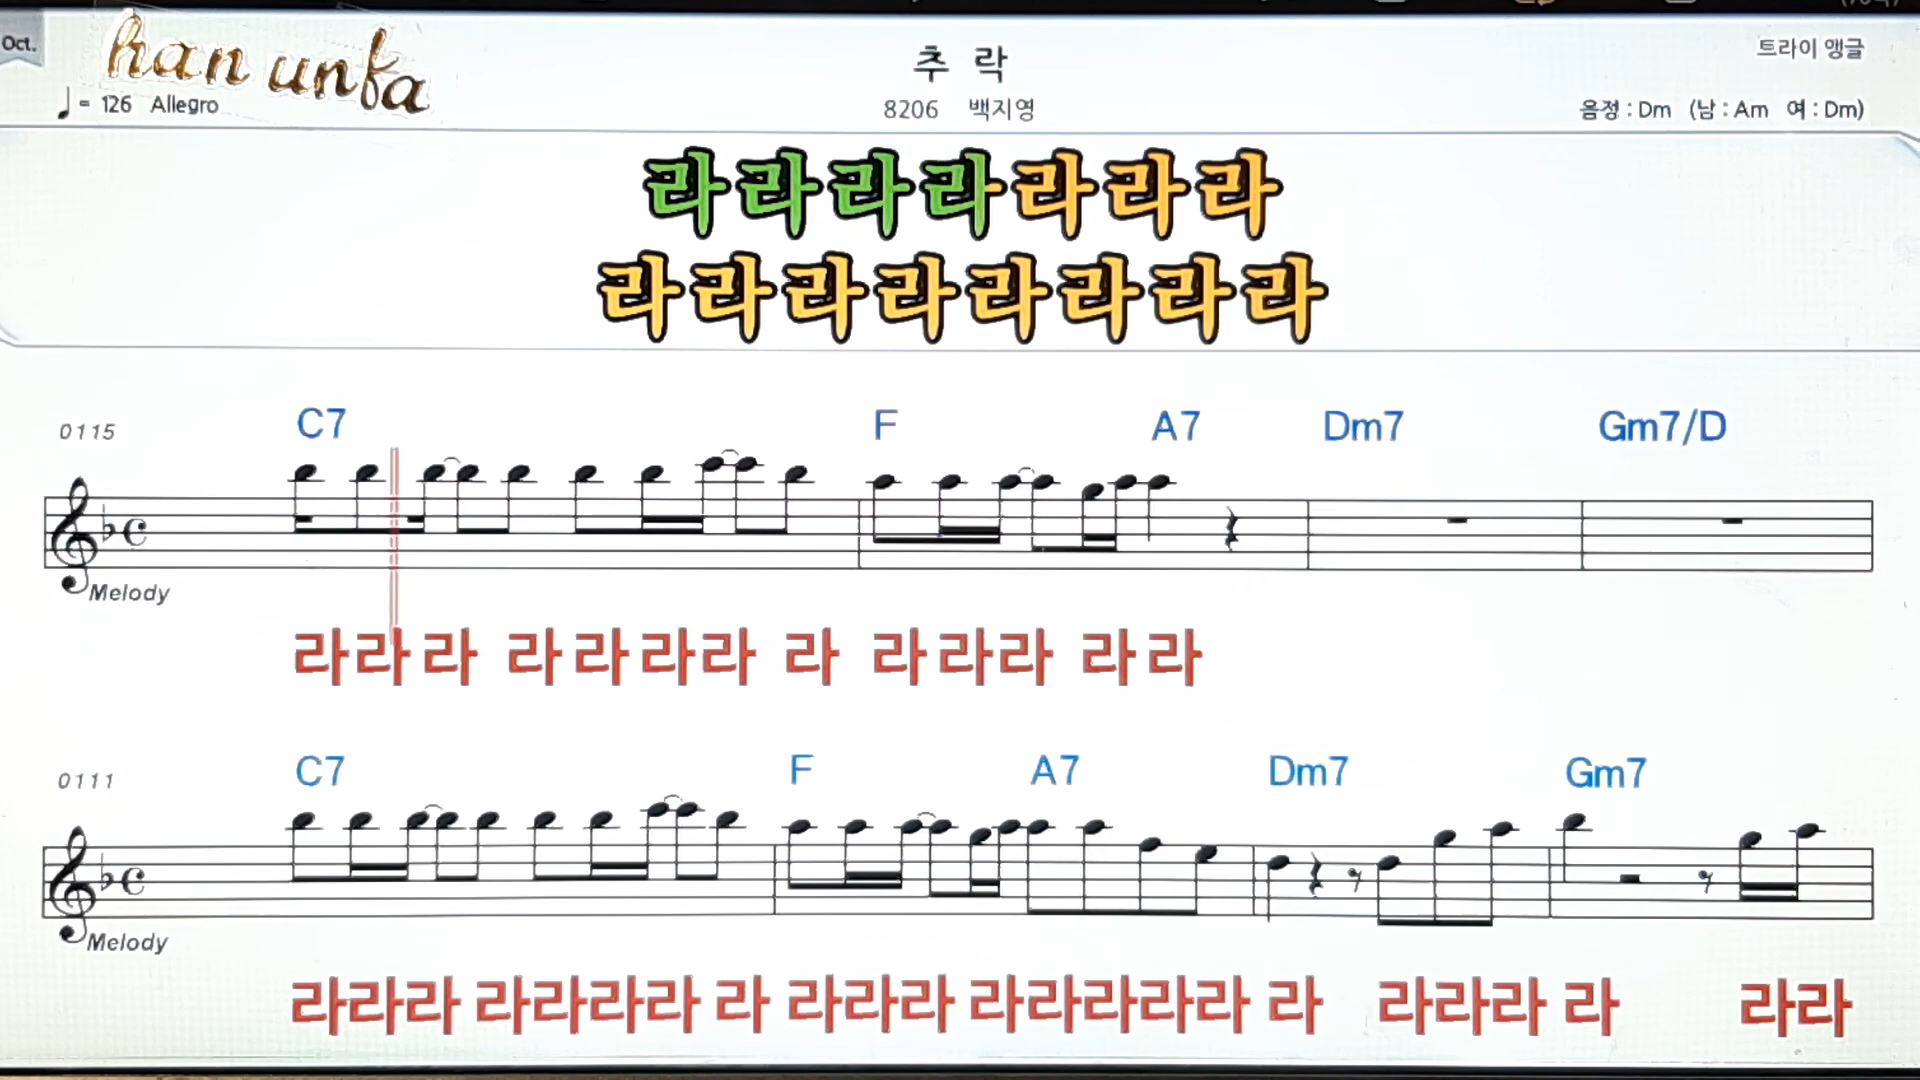 Oct.
han unfa
추 락
트라이 앵글
♩= 126 Allegro
8206 백지영
음정 : Dm (남 : Am 여 : Dm)
라라라라라라라
라라라라라라라라
0115
C7 F A7 Dm7 Gm7/D
Melody
라라라 라라라라 라 라라라 라라
0111
C7 F A7 Dm7 Gm7
Melody
라라라 라라라라 라 라라라 라라라라라 라 라라라 라 라라